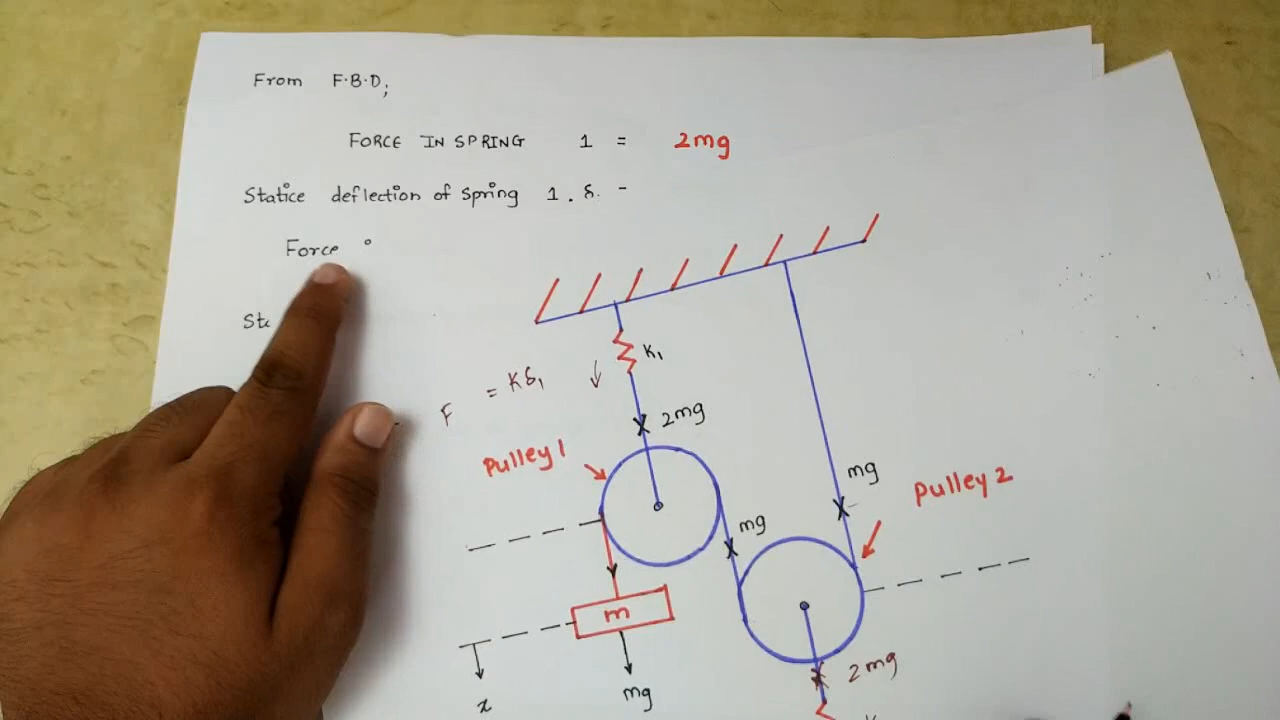 From F.B.D;
FORCE IN SPRING 1 = 2mg
Statice deflection of Spring 1. δ. -
Force
K₁
F = Kδ₁
2mg
Pulley 1
mg
Pulley 2
mg
m
2mg
mg
x